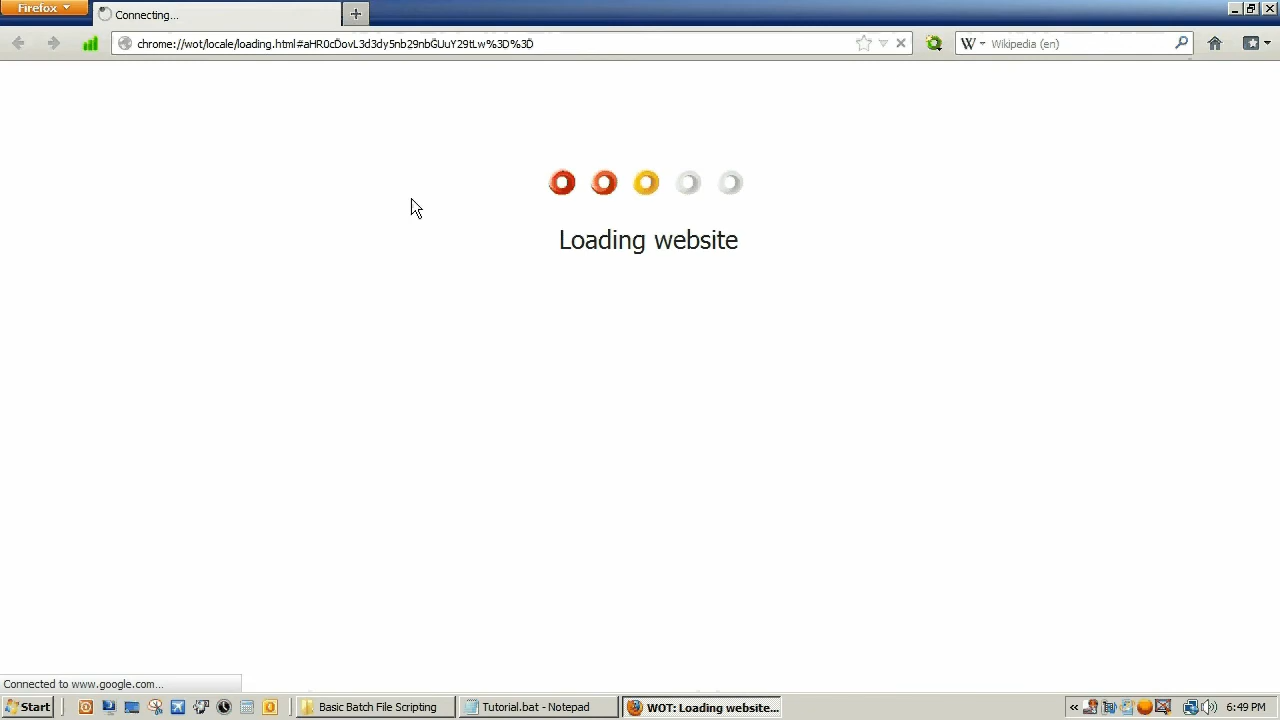 Firefox
Connecting...
chrome://wot/locale/loading.html#aHR0cDovL3d3dy5nb29nbGUuY29tLw%3D%3D
W
Wikipedia (en)
Loading website
Connected to www.google.com...
Start
Basic Batch File Scripting
Tutorial.bat - Notepad
WOT: Loading website...
«
6:49 PM